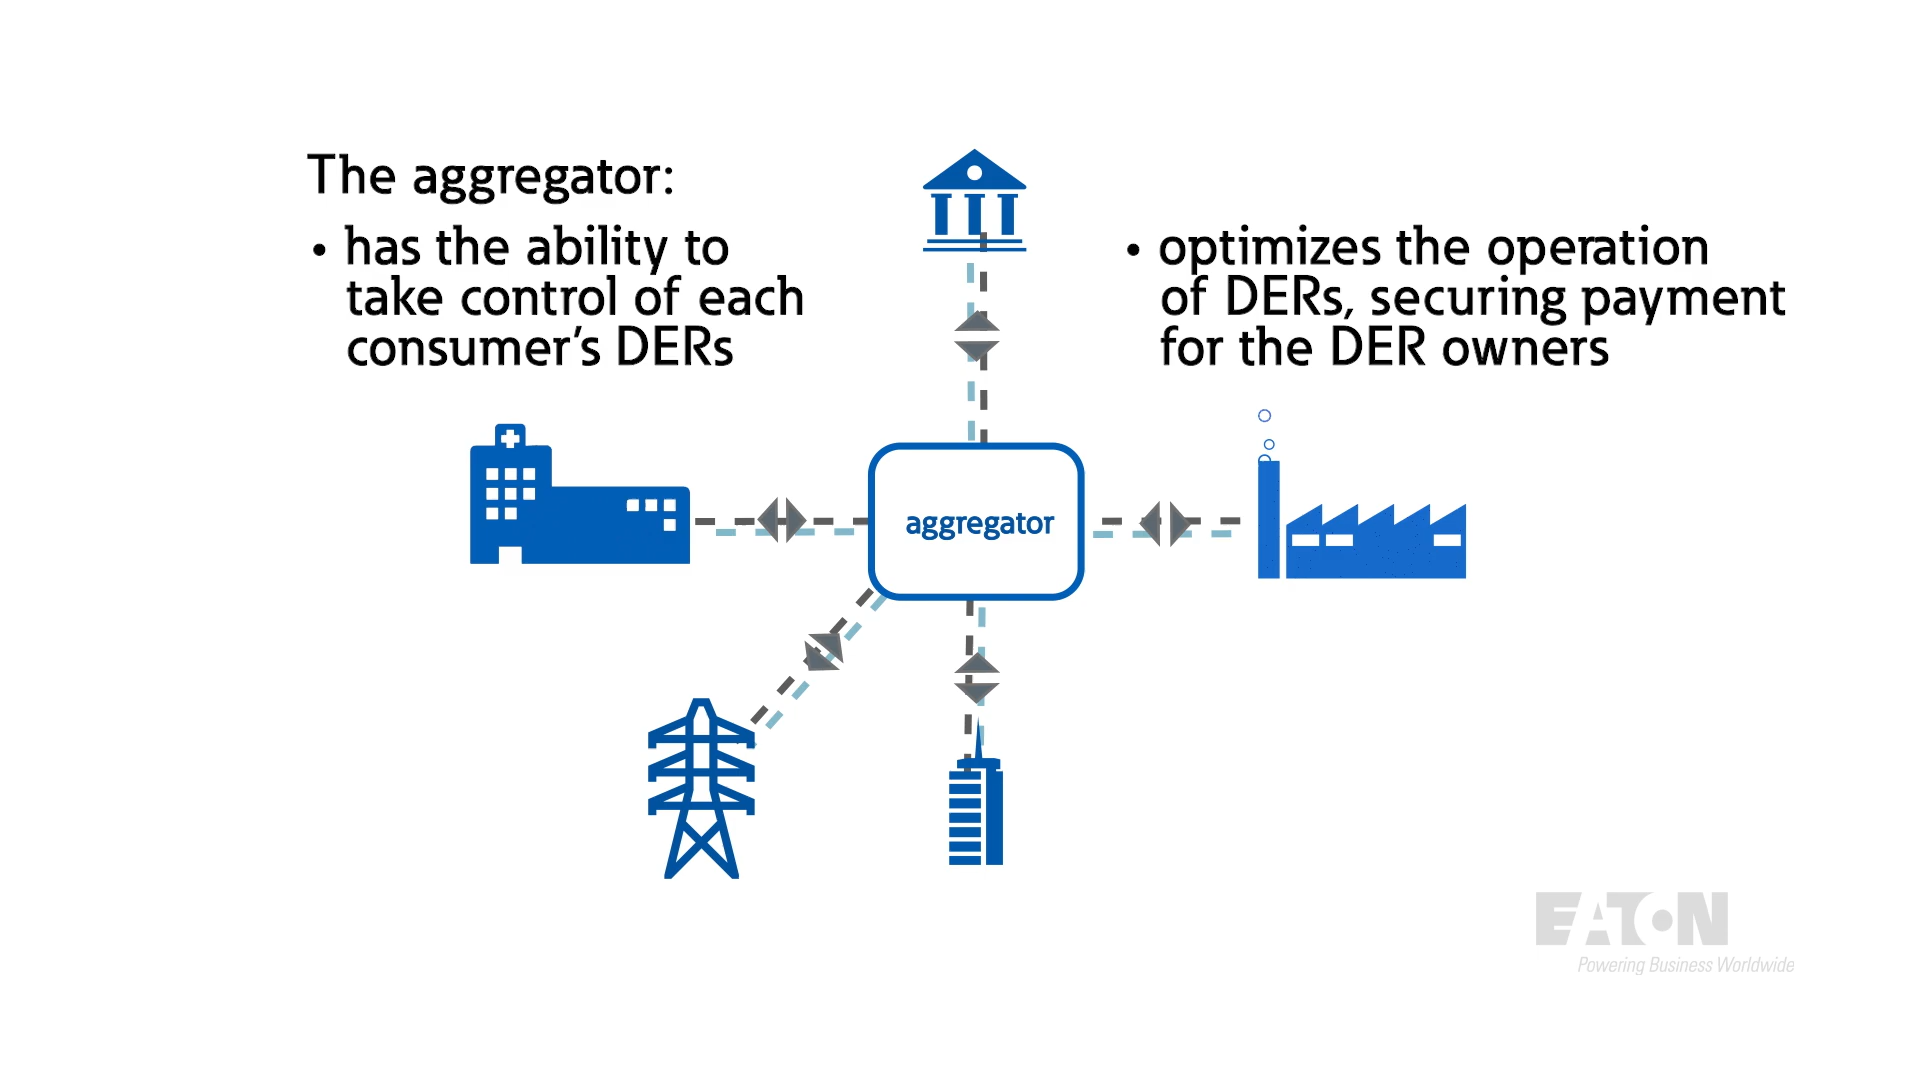 The aggregator:
• has the ability to
take control of each
consumer’s DERs
• optimizes the operation
of DERs, securing payment
for the DER owners
aggregator
EATON
Powering Business Worldwide